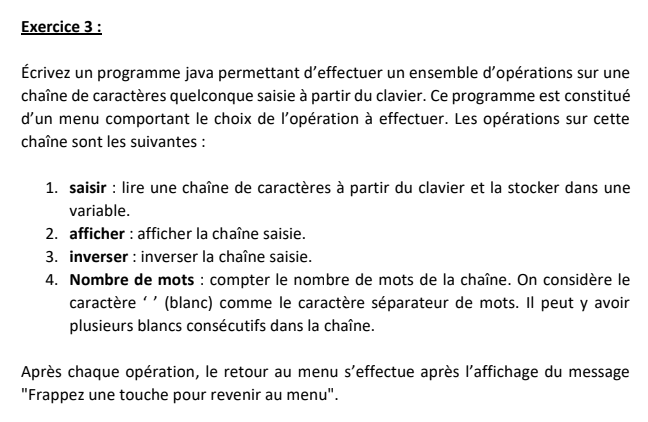 Exercice 3 :
Écrivez un programme java permettant d’effectuer un ensemble d’opérations sur une
chaîne de caractères quelconque saisie à partir du clavier. Ce programme est constitué
d’un menu comportant le choix de l’opération à effectuer. Les opérations sur cette
chaîne sont les suivantes :
1. saisir : lire une chaîne de caractères à partir du clavier et la stocker dans une
variable.
2. afficher : afficher la chaîne saisie.
3. inverser : inverser la chaîne saisie.
4. Nombre de mots : compter le nombre de mots de la chaîne. On considère le
caractère ‘ ’ (blanc) comme le caractère séparateur de mots. Il peut y avoir
plusieurs blancs consécutifs dans la chaîne.
Après chaque opération, le retour au menu s’effectue après l’affichage du message
"Frappez une touche pour revenir au menu".